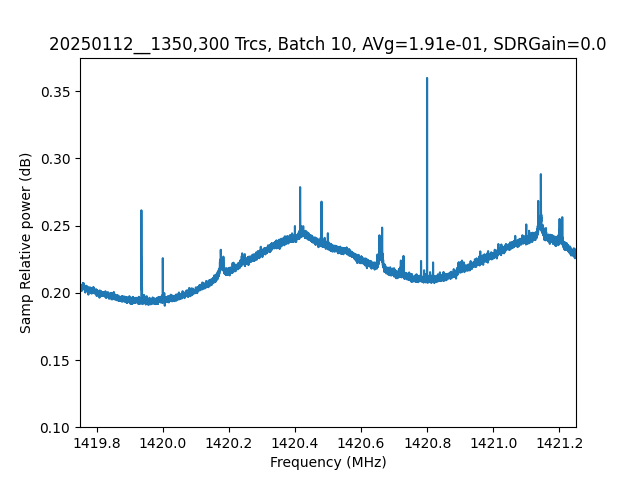 20250112__1350,300 Trcs, Batch 10, AVg=1.91e-01, SDRGain=0.0
Samp Relative power (dB)
0.35
0.30
0.25
0.20
0.15
0.10
1419.8 1420.0 1420.2 1420.4 1420.6 1420.8 1421.0 1421.2
Frequency (MHz)